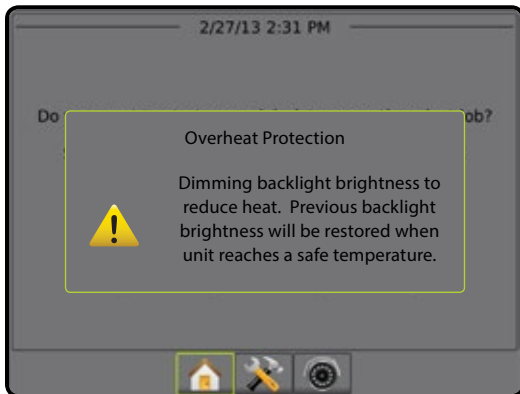 2/27/13 2:31 PM
Do
ob?
Overheat Protection
Dimming backlight brightness to
reduce heat.  Previous backlight
brightness will be restored when
unit reaches a safe temperature.